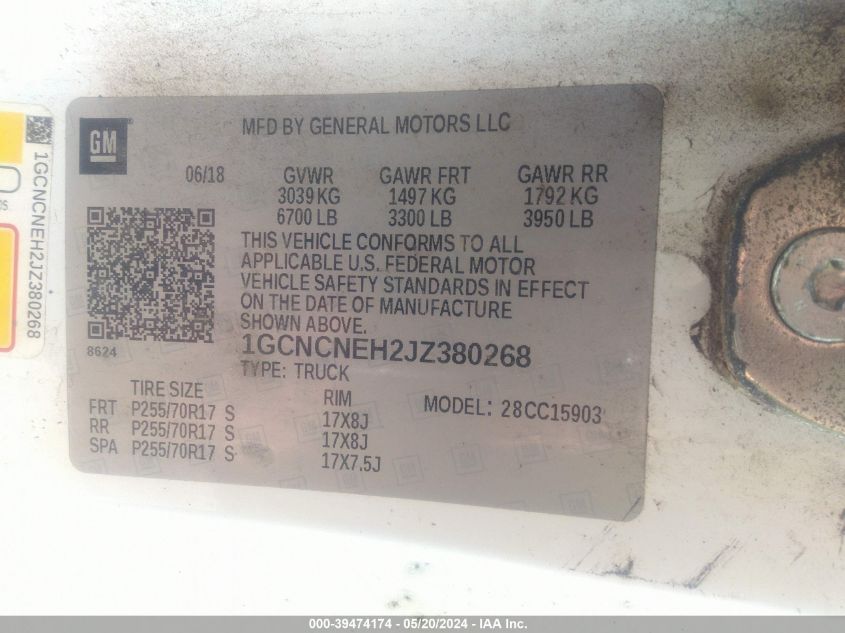 GM
MFD BY GENERAL MOTORS LLC
06/18 GVWR GAWR FRT GAWR RR
3039 KG 1497 KG 1792 KG
6700 LB 3300 LB 3950 LB
THIS VEHICLE CONFORMS TO ALL
APPLICABLE U.S. FEDERAL MOTOR
VEHICLE SAFETY STANDARDS IN EFFECT
ON THE DATE OF MANUFACTURE
SHOWN ABOVE.
8624
1GCNCNEH2JZ380268
TYPE: TRUCK
TIRE SIZE RIM MODEL: 28CC15903
FRT P255/70R17 S 17X8J
RR P255/70R17 S 17X8J
SPA P255/70R17 S 17X7.5J
1GCNCNEH2JZ380268
000-39474174 - 05/20/2024 - IAA Inc.